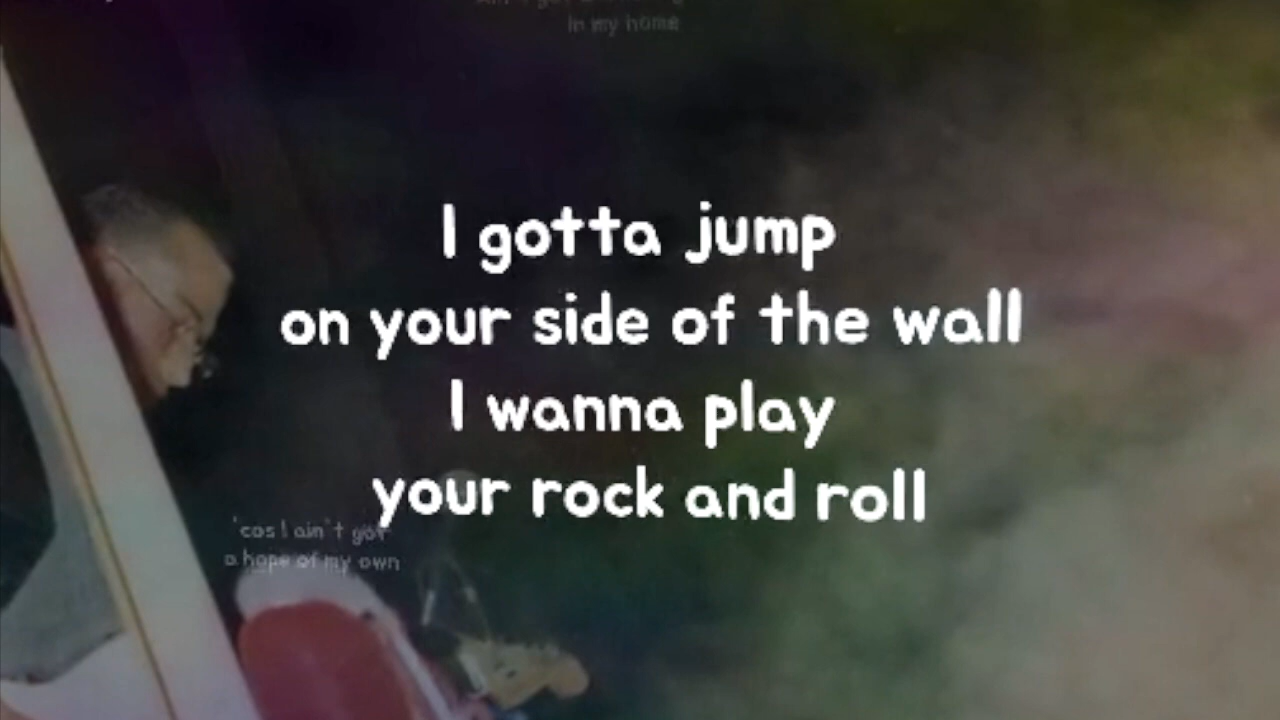 in my home
I gotta jump
on your side of the wall
I wanna play
your rock and roll
'cos I ain't got
a hope of my own